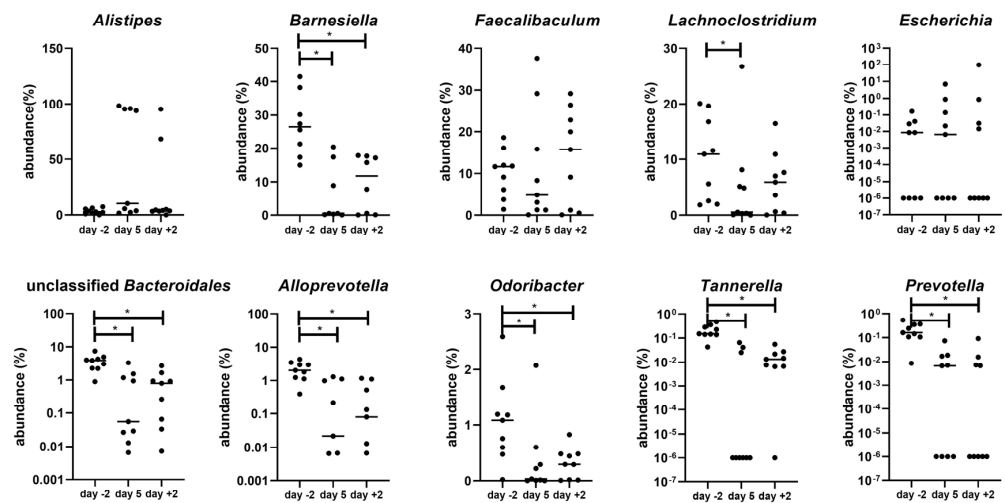 Alistipes
abundance(%)
150
100
50
0
day -2 day 5 day +2
Barnesiella
abundance (%)
50
40
30
20
10
0
*
*
day -2 day 5 day +2
Faecalibaculum
abundance (%)
40
30
20
10
0
day -2 day 5 day +2
Lachnoclostridium
abundance (%)
30
20
10
0
*
day -2 day 5 day +2
Escherichia
abundance (%)
10³
10²
10¹
10⁰
10⁻¹
10⁻²
10⁻³
10⁻⁴
10⁻⁵
10⁻⁶
10⁻⁷
day -2 day 5 day +2
unclassified Bacteroidales
abundance (%)
100
10
1
0.1
0.01
0.001
*
*
day -2 day 5 day +2
Alloprevotella
abundance (%)
100.0
10.0
1.0
0.1
0.01
0.001
*
*
day -2 day 5 day +2
Odoribacter
abundance (%)
3
2
1
0
*
*
day -2 day 5 day +2
Tannerella
abundance (%)
10⁰
10⁻¹
10⁻²
10⁻³
10⁻⁴
10⁻⁵
10⁻⁶
10⁻⁷
*
*
day -2 day 5 day +2
Prevotella
abundance (%)
10⁰
10⁻¹
10⁻²
10⁻³
10⁻⁴
10⁻⁵
10⁻⁶
10⁻⁷
*
*
day -2 day 5 day +2